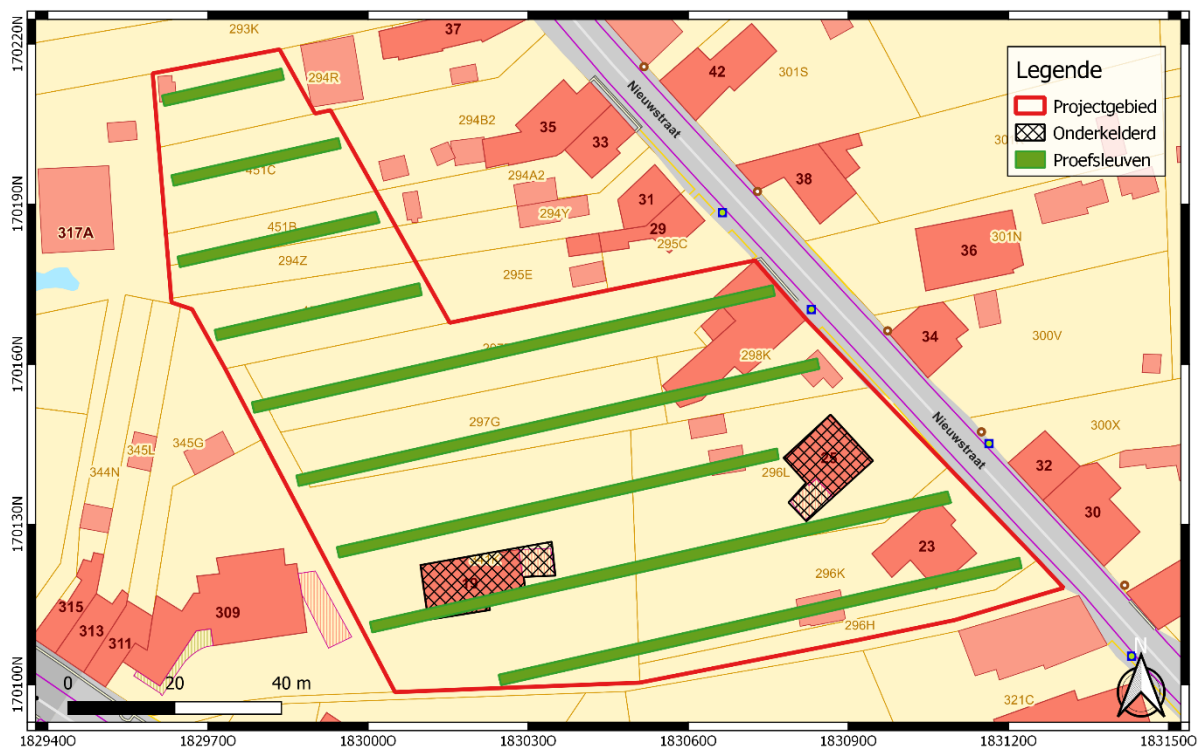 293K
37
294R
42
301S
Nieuwstraat
Legende
Projectgebied
Onderkelderd
Proefsleuven
294B2
35
33
30
451C
294A2
38
294Y
31
29
295C
317A
451B
294Z
295E
36
301N
34
300V
298K
297G
344N
345L
345G
296L
25
Nieuwstraat
300X
32
30
23
19
296K
296H
315
313
311
309
321C
N
0 20 40 m
170220N
170190N
170160N
170130N
170100N
182940O 182970O 183000O 183030O 183060O 183090O 183120O 183150O